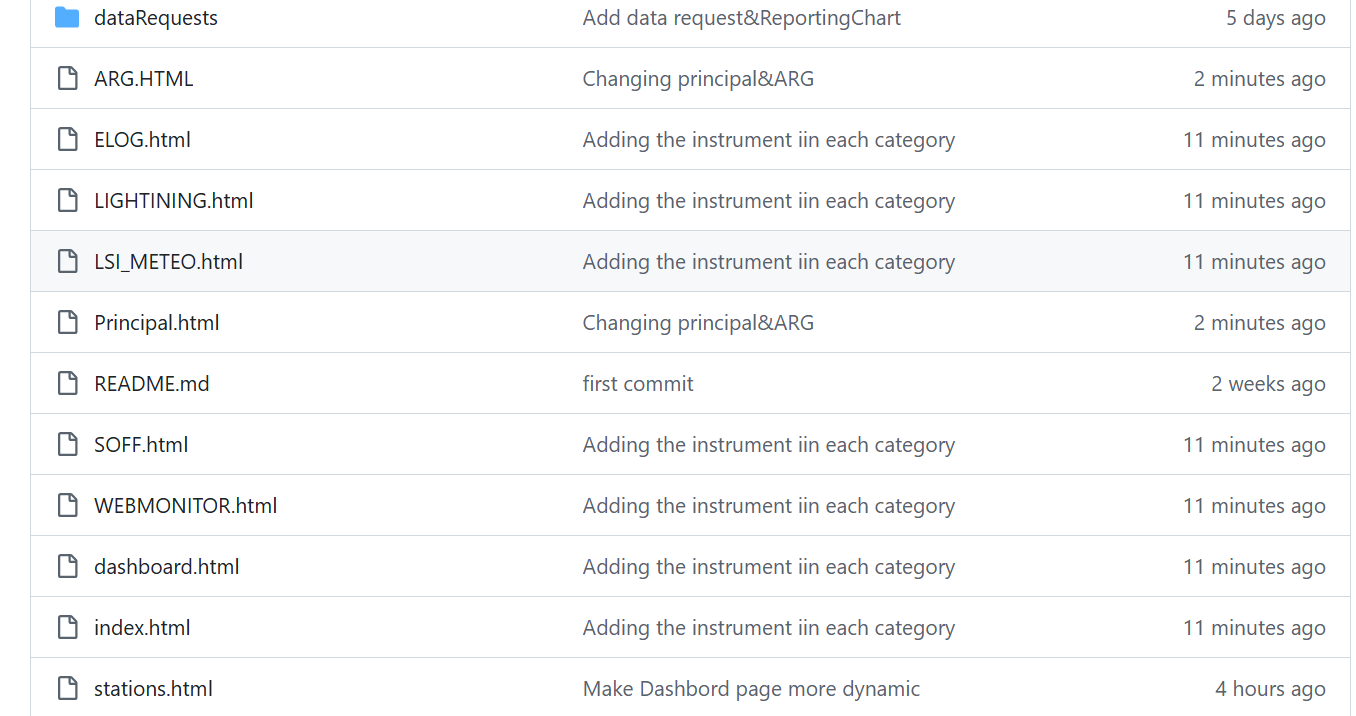 dataRequests Add data request&ReportingChart 5 days ago
ARG.HTML Changing principal&ARG 2 minutes ago
ELOG.html Adding the instrument iin each category 11 minutes ago
LIGHTINING.html Adding the instrument iin each category 11 minutes ago
LSI_METEO.html Adding the instrument iin each category 11 minutes ago
Principal.html Changing principal&ARG 2 minutes ago
README.md first commit 2 weeks ago
SOFF.html Adding the instrument iin each category 11 minutes ago
WEBMONITOR.html Adding the instrument iin each category 11 minutes ago
dashboard.html Adding the instrument iin each category 11 minutes ago
index.html Adding the instrument iin each category 11 minutes ago
stations.html Make Dashbord page more dynamic 4 hours ago